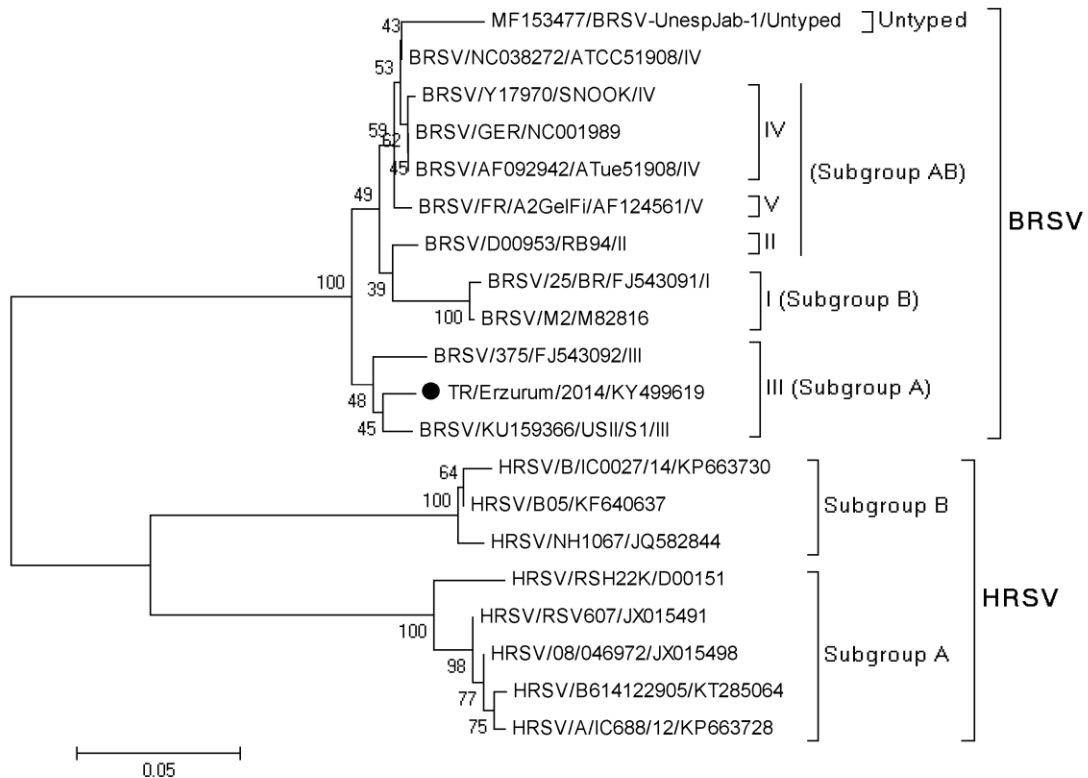 43
MF153477/BRSV-UnespJab-1/Untyped
Untyped
53
BRSV/NC038272/ATCC51908/IV
BRSV/Y17970/SNOOK/IV
59
62
BRSV/GER/NC001989
IV
45
BRSV/AF092942/ATue51908/IV
(Subgroup AB)
49
BRSV/FR/A2GelFi/AF124561/V
V
BRSV
BRSV/D00953/RB94/II
II
100
39
BRSV/25/BR/FJ543091/I
I (Subgroup B)
100
BRSV/M2/M82816
BRSV/375/FJ543092/III
48
TR/Erzurum/2014/KY499619
III (Subgroup A)
45
BRSV/KU159366/USII/S1/III
64
HRSV/B/IC0027/14/KP663730
100
HRSV/B05/KF640637
Subgroup B
HRSV/NH1067/JQ582844
HRSV/RSH22K/D00151
HRSV
100
HRSV/RSV607/JX015491
98
HRSV/08/046972/JX015498
Subgroup A
77
HRSV/B614122905/KT285064
75
HRSV/A/IC688/12/KP663728
0.05